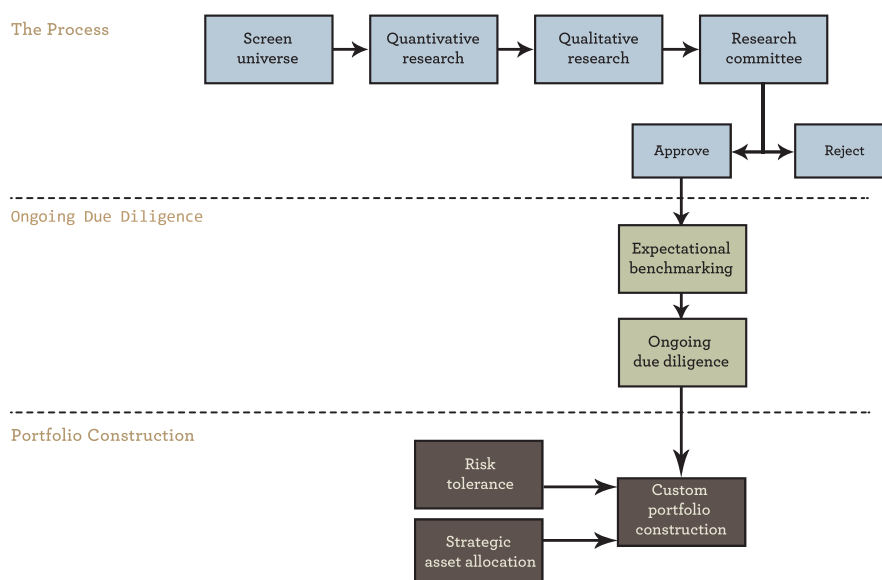 The Process
Screen
universe
Quantivative
research
Qualitative
research
Research
committee
Approve
Reject
Ongoing Due Diligence
Expectational
benchmarking
Ongoing
due diligence
Portfolio Construction
Risk
tolerance
Custom
portfolio
construction
Strategic
asset allocation